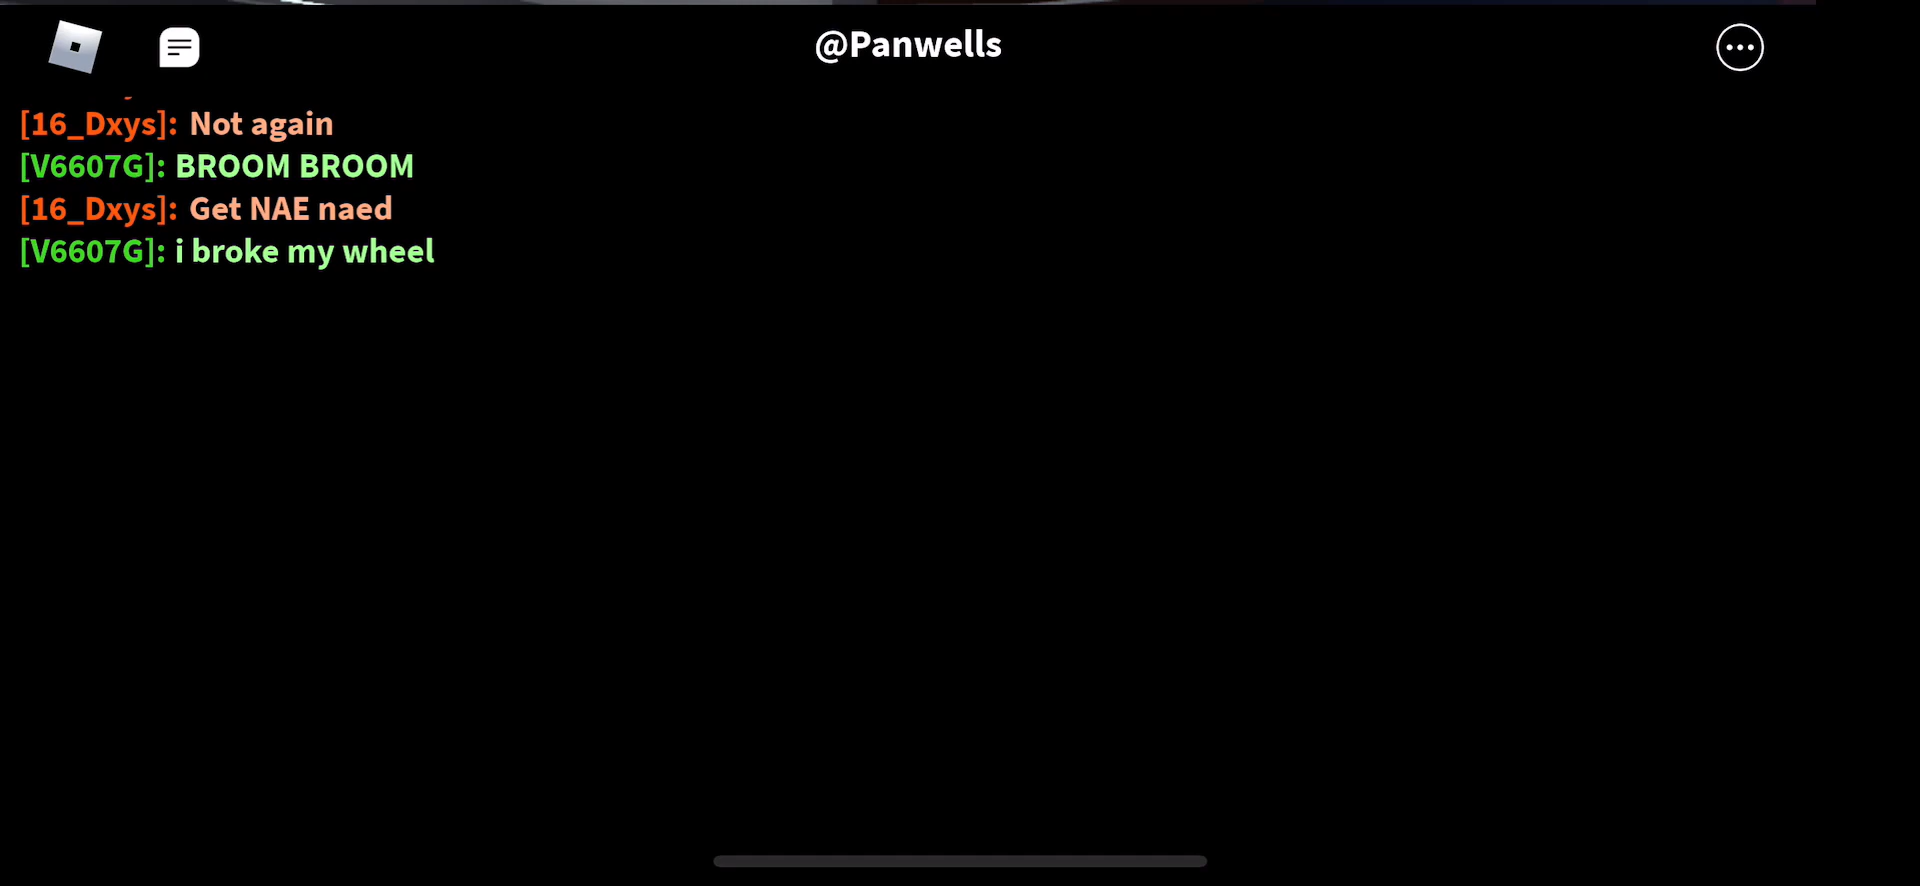 @Panwells
[16_Dxys]: Not again
[V6607G]: BROOM BROOM
[16_Dxys]: Get NAE naed
[V6607G]: i broke my wheel